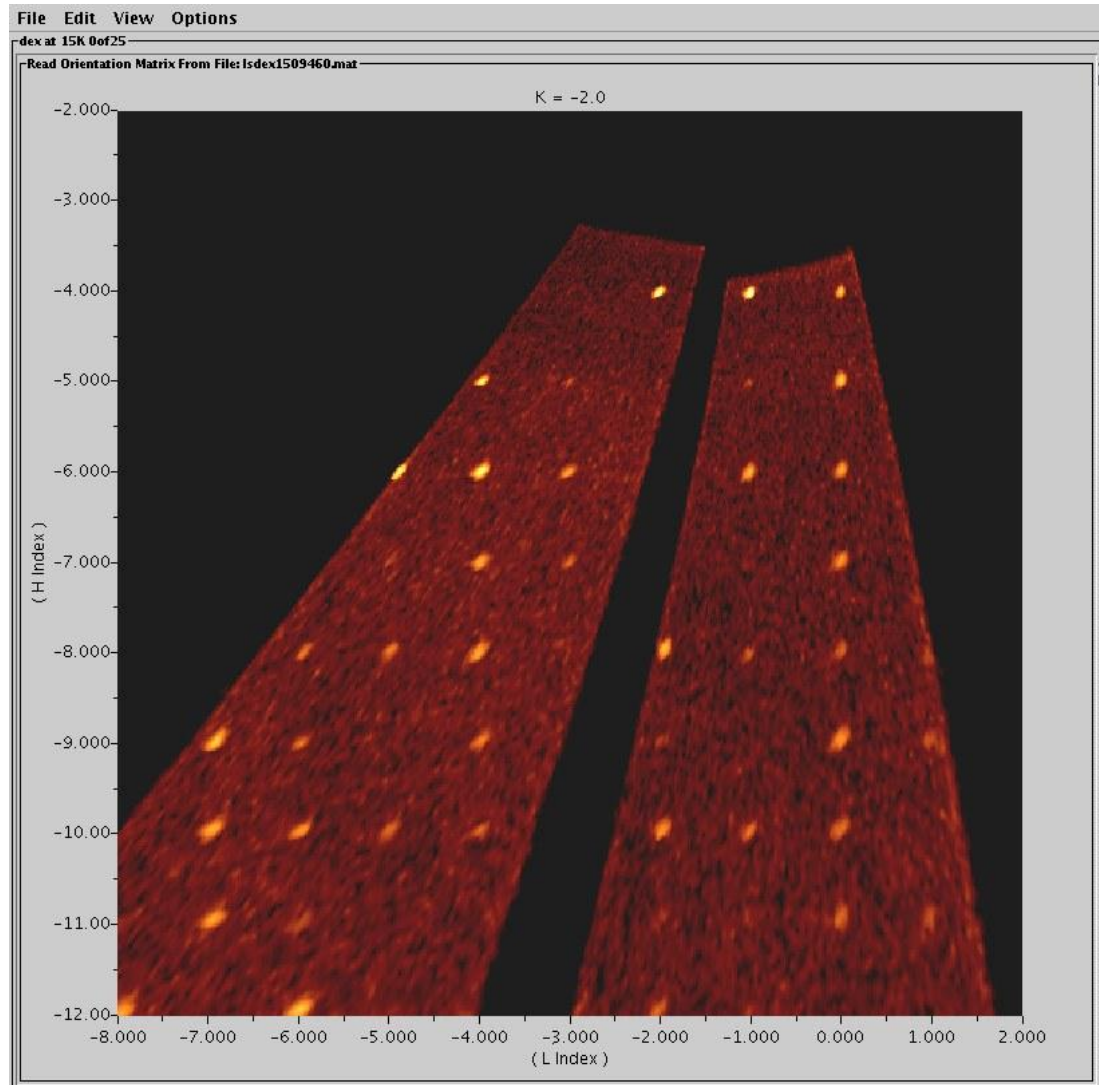 File Edit View Options
dex at 15K 0of25
Read Orientation Matrix From File: lsdex1509460.mat
K = -2.0
-2.000
-3.000
-4.000
-5.000
-6.000
-7.000
-8.000
-9.000
-10.00
-11.00
-12.00
( H Index )
-8.000 -7.000 -6.000 -5.000 -4.000 -3.000 -2.000 -1.000 0.000 1.000 2.000
( L Index )